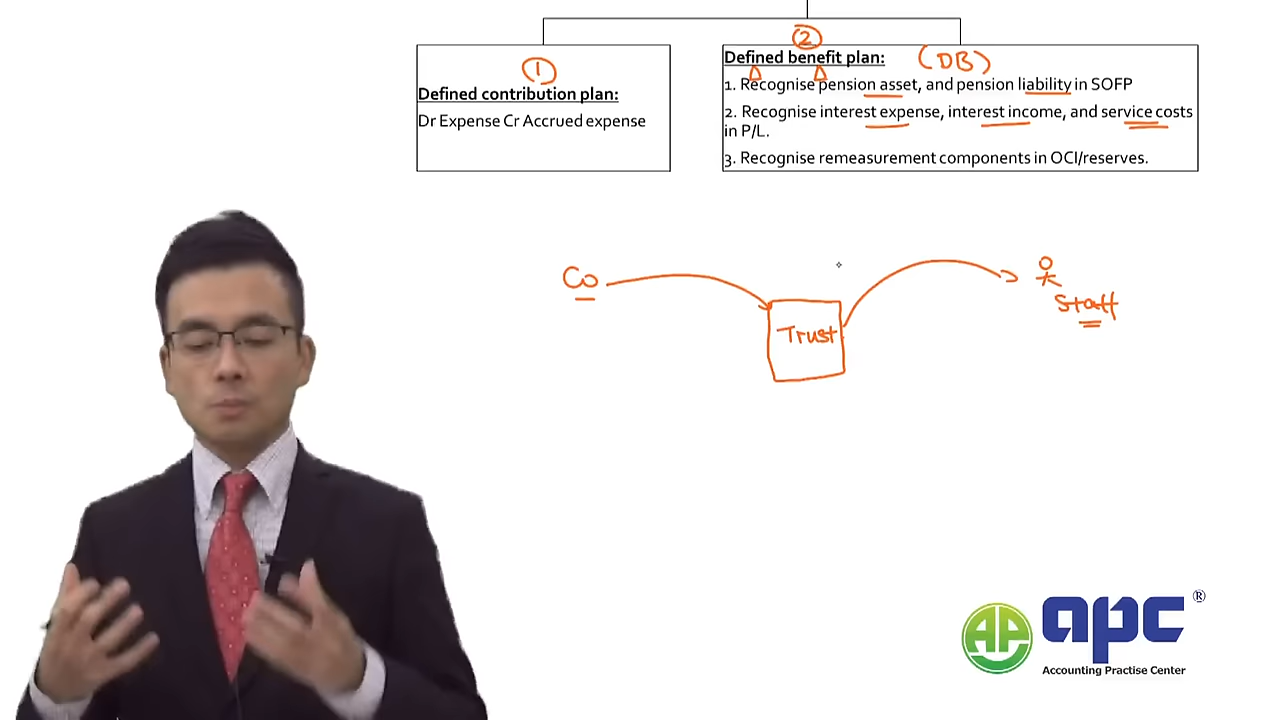 ②
①
Defined contribution plan:
Dr Expense Cr Accrued expense
Defined benefit plan: (DB)
1. Recognise pension asset, and pension liability in SOFP
2. Recognise interest expense, interest income, and service costs
in P/L.
3. Recognise remeasurement components in OCI/reserves.
Co
Trust
Staff
AP
apc®
Accounting Practise Center